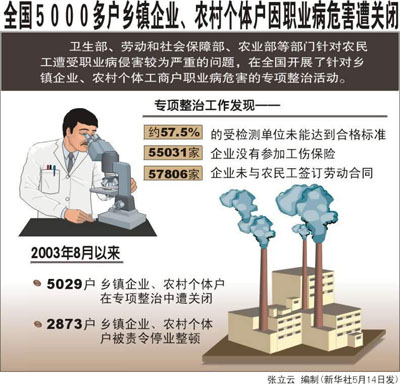 全国5000多户乡镇企业、农村个体户因职业病危害遭关闭
卫生部、劳动和社会保障部、农业部等部门针对农民
工遭受职业病侵害较为严重的问题，在全国开展了针对乡
镇企业、农村个体工商户职业病危害的专项整治活动。
专项整治工作发现——
约57.5% 的受检测单位未能达到合格标准
55031家 企业没有参加工伤保险
57806家 企业未与农民工签订劳动合同
2003年8月以来
5029户 乡镇企业、农村个体户
在专项整治中遭关闭
2873户 乡镇企业、农村个体
户被责令停业整顿
张立云 编制(新华社5月14日发)